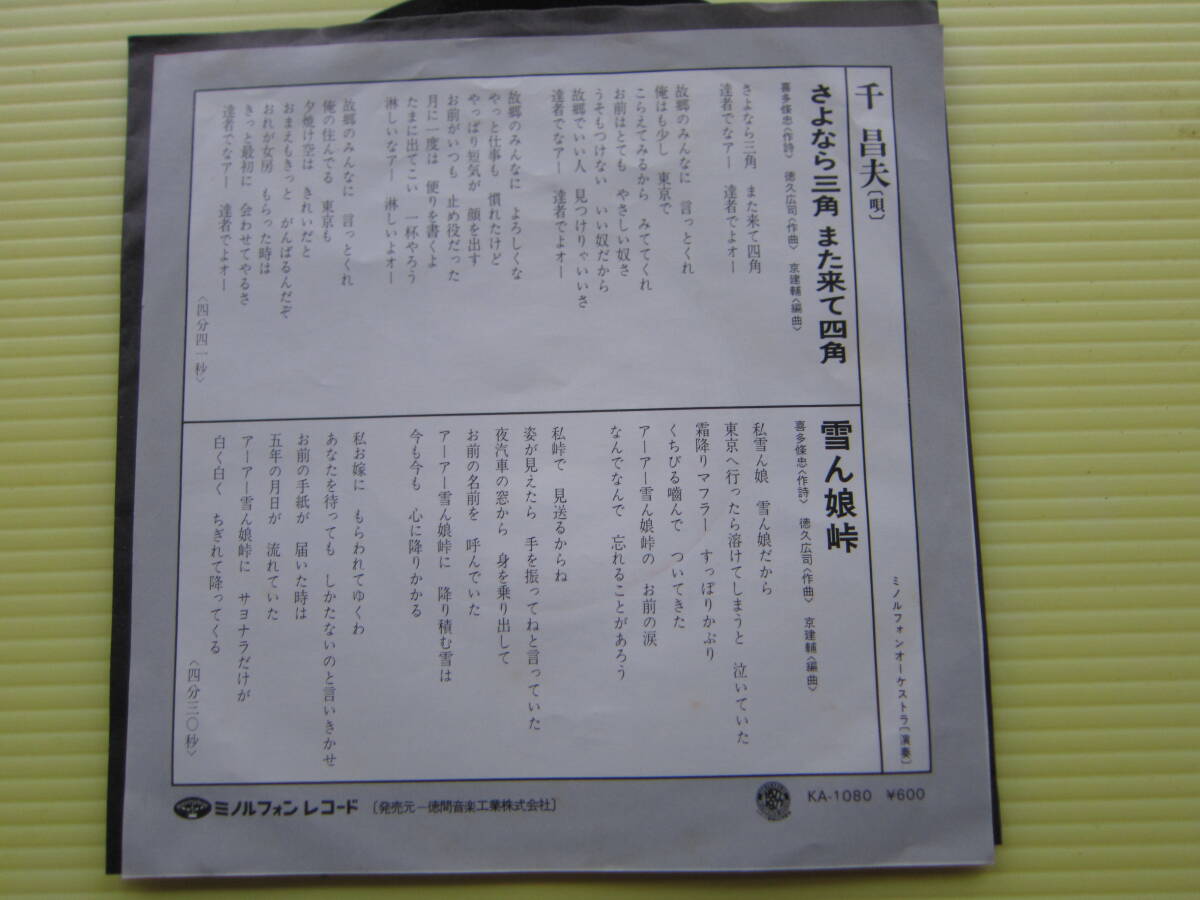 千 昌夫〔唄〕
ミノルフォンオーケストラ〔演奏〕
さよなら三角 また来て四角
喜多條忠〈作詩〉 徳久広司〈作曲〉 京建輔〈編曲〉
さよなら三角 また来て四角
達者でなアー 達者でよォー
故郷のみんなに 言っとくれ
俺はも少し 東京で
こらえてみるから みててくれ
お前はとても やさしい奴さ
うそもつけない いい奴だから
故郷でいい人 見つけりゃいいさ
達者でなアー 達者でよォー
故郷のみんなに よろしくな
やっと仕事も 慣れたけど
やっぱり短気が 顔を出す
お前がいつも 止め役だった
月に一度は 便りを書くよ
たまに出てこい 一杯やろう
淋しいなアー 淋しいよォー
故郷のみんなに 言っとくれ
俺の住んでる 東京も
夕焼け空は きれいだと
おまえもきっと がんばるんだぞ
おれが女房 もらった時は
きっと最初に 会わせてやるさ
達者でなアー 達者でよォー
〈四分四一秒〉
雪ん娘峠
喜多條忠〈作詩〉 徳久広司〈作曲〉 京建輔〈編曲〉
私雪ん娘 雪ん娘だから
東京へ行ったら溶けてしまうと 泣いていた
霜降りマフラー すっぽりかぶり
くちびる噛んで ついてきた
アーアー雪ん娘峠の お前の涙
なんでなんで 忘れることがあろう
私峠で 見送るからね
姿が見えたら 手を振ってねと言っていた
夜汽車の窓から 身を乗り出して
お前の名前を 呼んでいた
アーアー雪ん娘峠に 降り積む雪は
今も今も 心に降りかかる
私お嫁に もらわれてゆくわ
あなたを待っても しかたないのと言いきかせ
お前の手紙が 届いた時は
五年の月日が 流れていた
アーアー雪ん娘峠に サヨナラだけが
白く白く ちぎれて降ってくる
〈四分三〇秒〉
ミノルフォン レコード 〔発売元―徳間音楽工業株式会社〕
KA-1080 ¥600